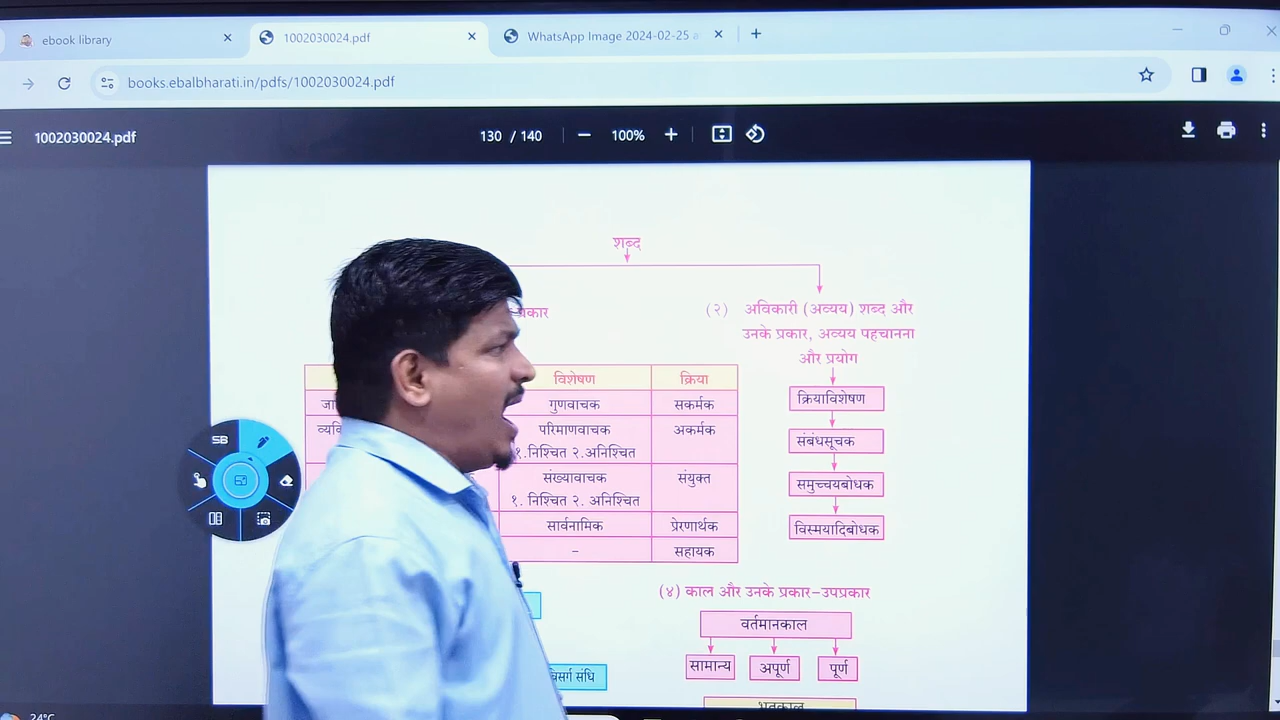 ebook library
1002030024.pdf
WhatsApp Image 2024-02-25
books.ebalbharati.in/pdfs/1002030024.pdf
1002030024.pdf
130 / 140
100%
शब्द
प्रकार
(२) अविकारी (अव्यय) शब्द और
उनके प्रकार, अव्यय पहचानना
और प्रयोग
विशेषण
क्रिया
गुणवाचक
सकर्मक
परिमाणवाचक
१.निश्चित २.अनिश्चित
अकर्मक
संख्यावाचक
१. निश्चित २. अनिश्चित
संयुक्त
सार्वनामिक
प्रेरणार्थक
–
सहायक
क्रियाविशेषण
संबंधसूचक
समुच्चयबोधक
विस्मयादिबोधक
SB
(४) काल और उनके प्रकार-उपप्रकार
वर्तमानकाल
सामान्य
अपूर्ण
पूर्ण
विसर्ग संधि
भूतकाल
24°C